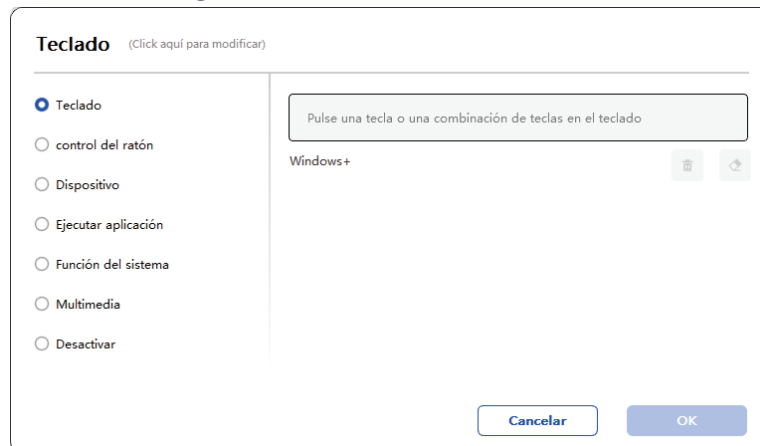 Teclado (Click aquí para modificar)
Teclado
control del ratón
Dispositivo
Ejecutar aplicación
Función del sistema
Multimedia
Desactivar
Pulse una tecla o una combinación de teclas en el teclado
Windows+
Cancelar
OK